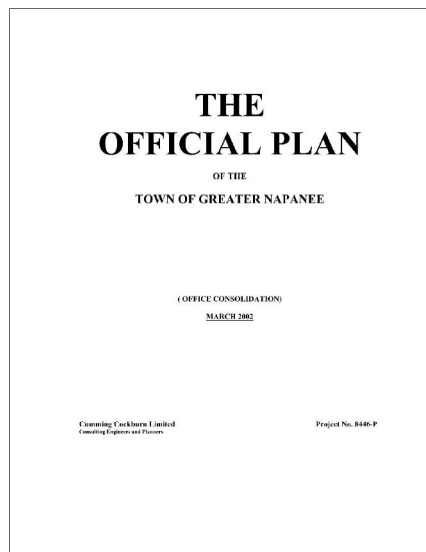 THE
OFFICIAL PLAN
OF THE
TOWN OF GREATER NAPANEE
( OFFICE CONSOLIDATION)
MARCH 2002
Cumming Cockburn Limited
Consulting Engineers and Planners
Project No. 8446-P